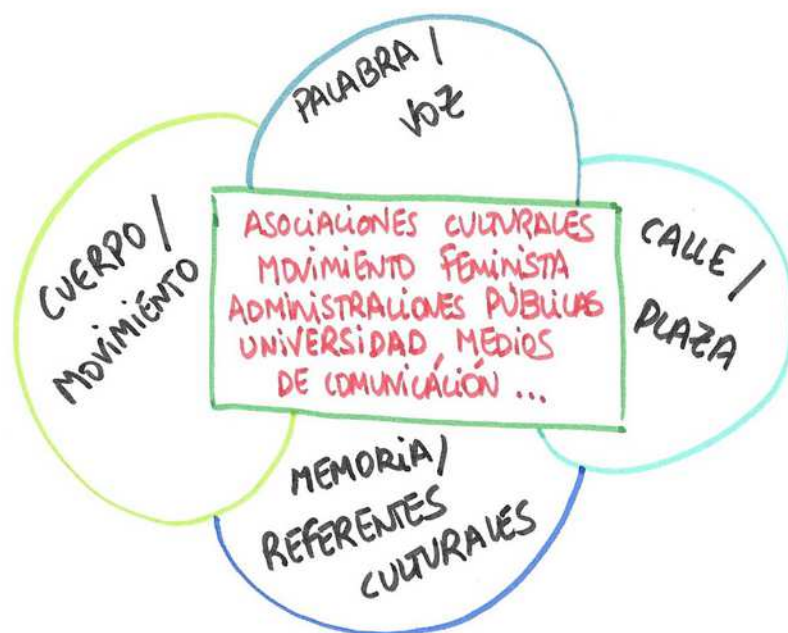 PALABRA /
VOZ
CUERPO /
MOVIMIENTO
ASOCIACIONES CULTURALES
MOVIMIENTO FEMINISTA
ADMINISTRACIONES PÚBLICAS
UNIVERSIDAD, MEDIOS
DE COMUNICACIÓN ...
CALLE /
PLAZA
MEMORIA /
REFERENTES
CULTURALES